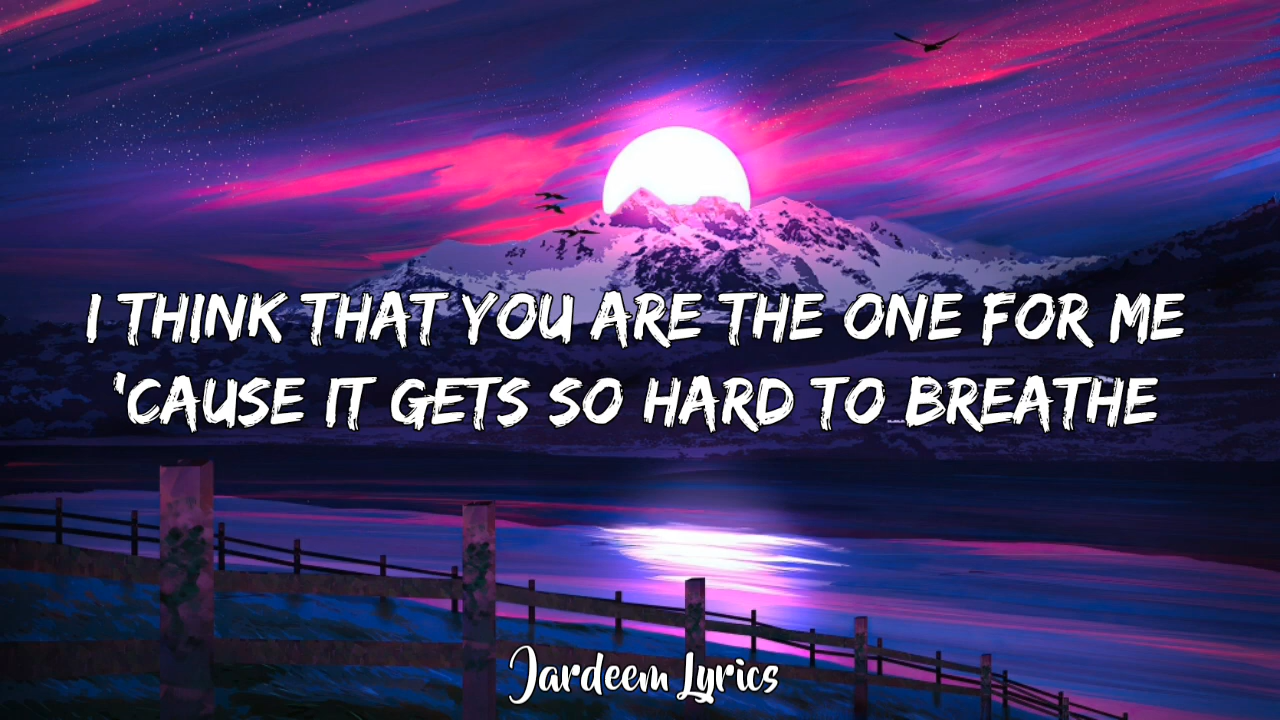 I THINK THAT YOU ARE THE ONE FOR ME
'CAUSE IT GETS SO HARD TO BREATHE
Jardeem Lyrics